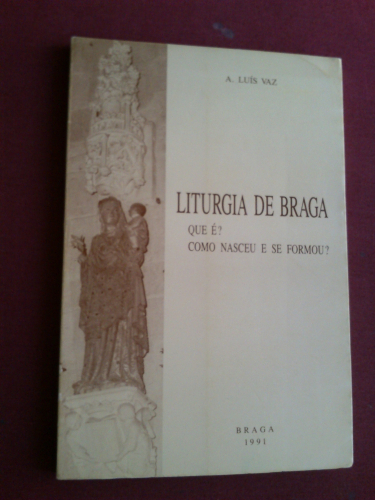 A. LUÍS VAZ
LITURGIA DE BRAGA
QUE É?
COMO NASCEU E SE FORMOU?
BRAGA
1991